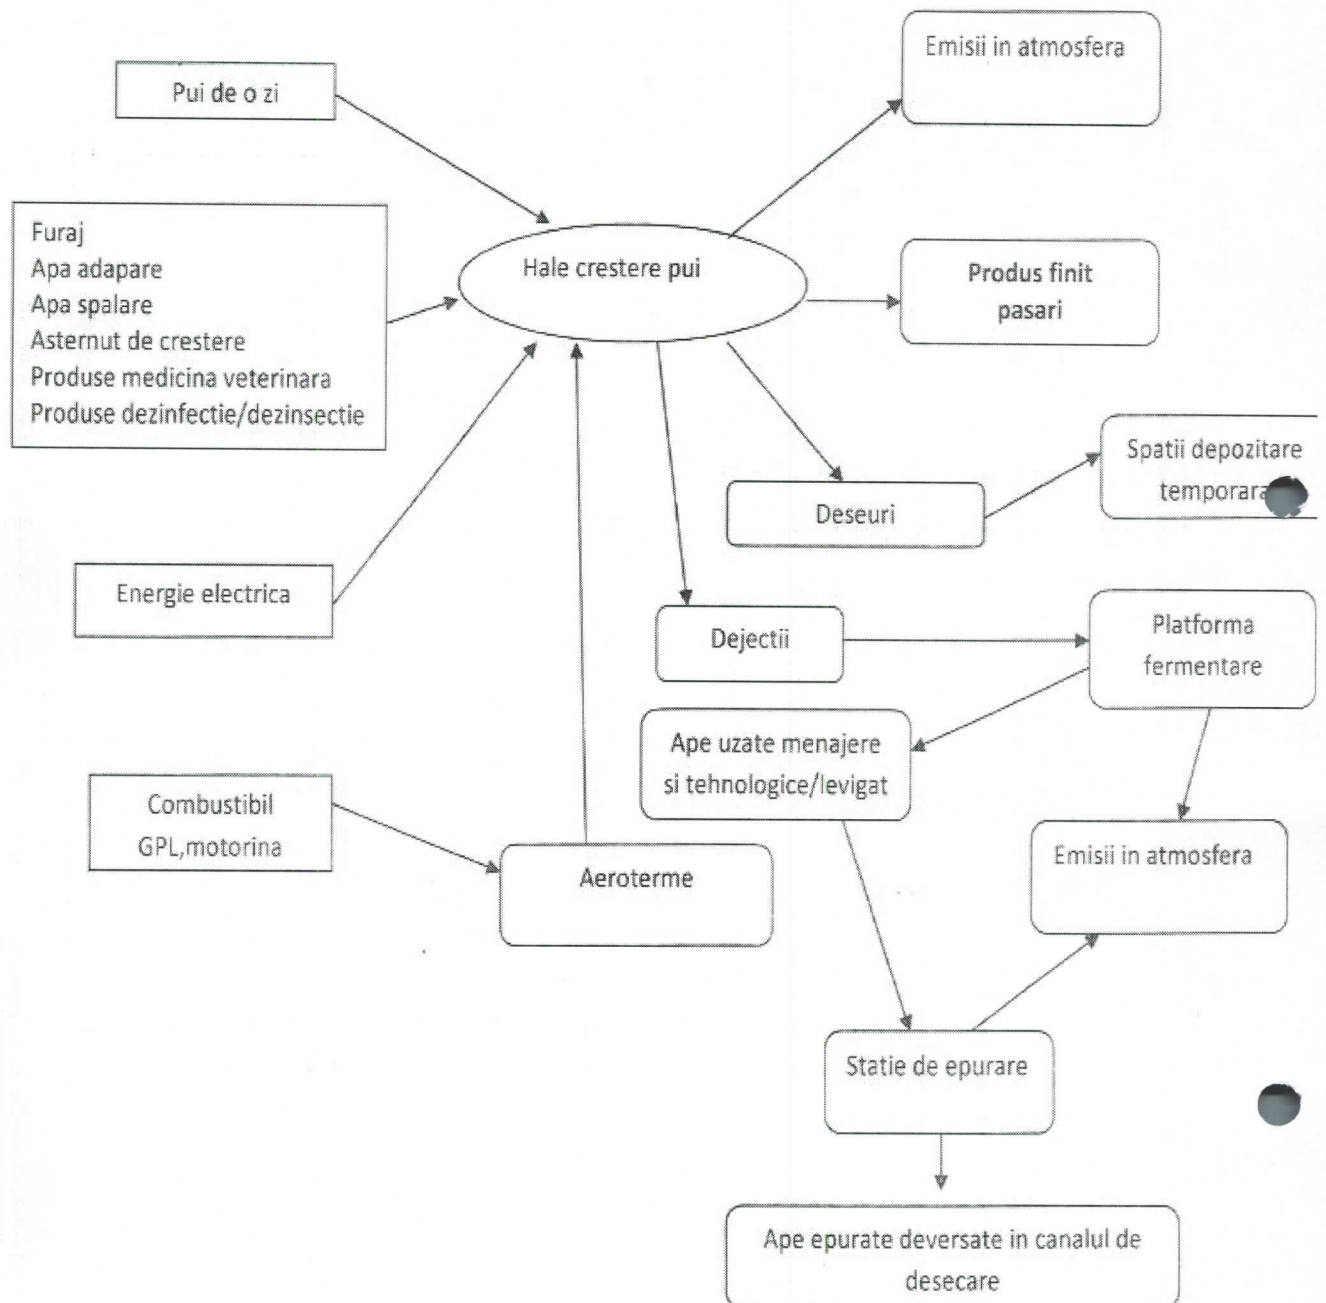 Emisii in atmosfera
Pui de o zi
Furaj
Apa adapare
Apa spalare
Asternut de crestere
Produse medicina veterinara
Produse dezinfectie/dezinsectie
Hale crestere pui
Produs finit
pasari
Spatii depozitare
temporara
Deseuri
Energie electrica
Dejectii
Platforma
fermentare
Ape uzate menajere
si tehnologice/levigat
Combustibil
GPL,motorina
Aeroterme
Emisii in atmosfera
Statie de epurare
Ape epurate deversate in canalul de
desecare